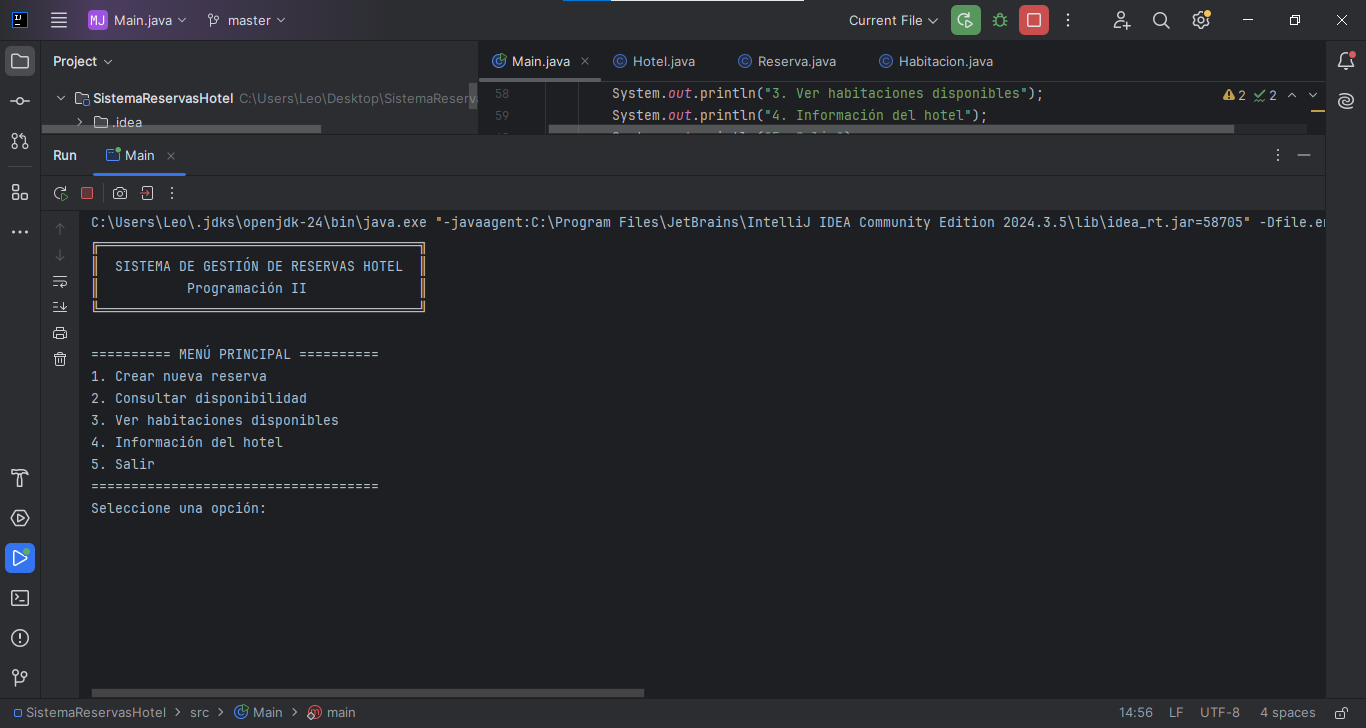 MJ Main.java master Current File
Project
Main.java Hotel.java Reserva.java Habitacion.java
SistemaReservasHotel C:\Users\Leo\Desktop\SistemaReserv
.idea
58 System.out.println("3. Ver habitaciones disponibles");
59 System.out.println("4. Información del hotel");
2 2
Run Main
C:\Users\Leo\.jdks\openjdk-24\bin\java.exe "-javaagent:C:\Program Files\JetBrains\IntelliJ IDEA Community Edition 2024.3.5\lib\idea_rt.jar=58705" -Dfile.en
SISTEMA DE GESTIÓN DE RESERVAS HOTEL
Programación II
========== MENÚ PRINCIPAL ==========
1. Crear nueva reserva
2. Consultar disponibilidad
3. Ver habitaciones disponibles
4. Información del hotel
5. Salir
====================================
Seleccione una opción:
SistemaReservasHotel > src > Main > main 14:56 LF UTF-8 4 spaces